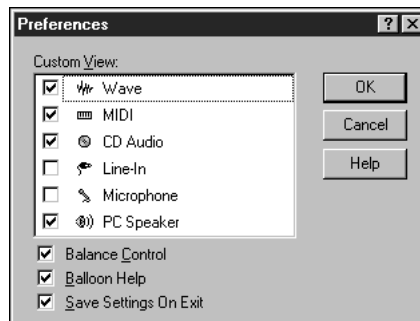 Preferences
Custom View:
Wave
MIDI
CD Audio
Line-In
Microphone
PC Speaker
OK
Cancel
Help
Balance Control
Balloon Help
Save Settings On Exit